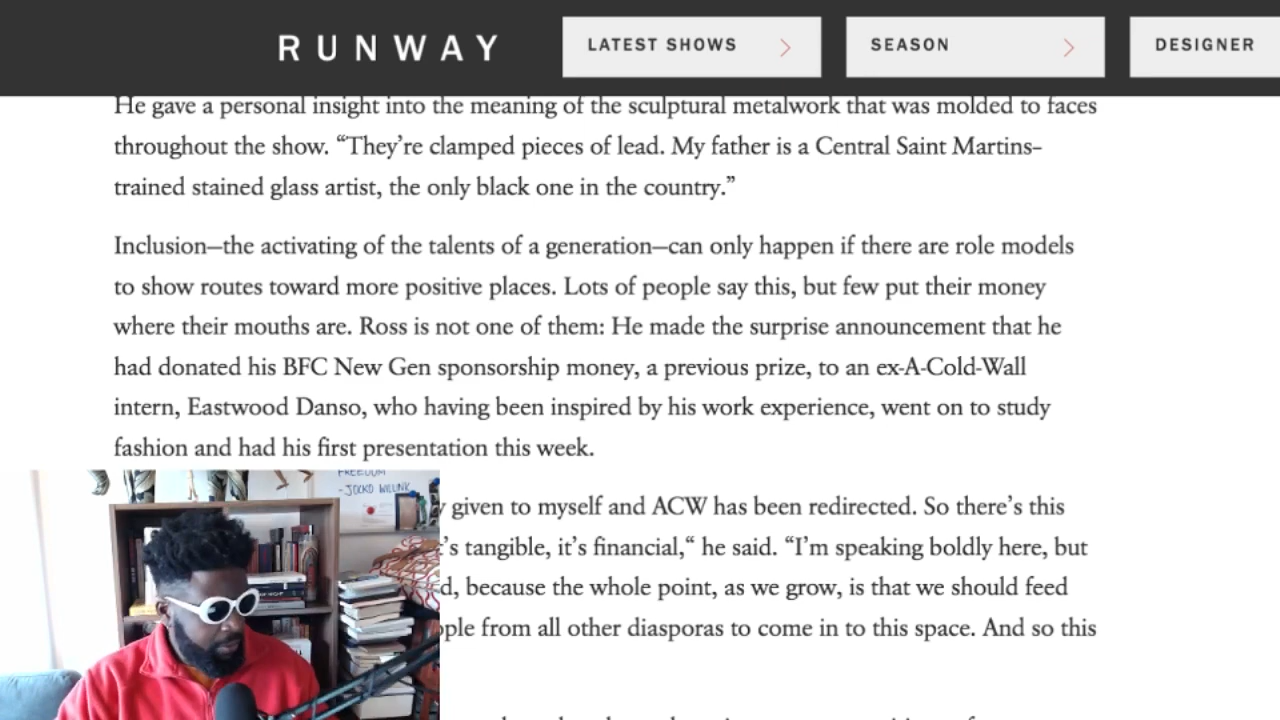 RUNWAY
LATEST SHOWS
SEASON
DESIGNER
He gave a personal insight into the meaning of the sculptural metalwork that was molded to faces
throughout the show. “They’re clamped pieces of lead. My father is a Central Saint Martins–
trained stained glass artist, the only black one in the country.”
Inclusion—the activating of the talents of a generation—can only happen if there are role models
to show routes toward more positive places. Lots of people say this, but few put their money
where their mouths are. Ross is not one of them: He made the surprise announcement that he
had donated his BFC New Gen sponsorship money, a previous prize, to an ex-A-Cold-Wall
intern, Eastwood Danso, who having been inspired by his work experience, went on to study
fashion and had his first presentation this week.
given to myself and ACW has been redirected. So there’s this
’s tangible, it’s financial,“ he said. “I’m speaking boldly here, but
d, because the whole point, as we grow, is that we should feed
ple from all other diasporas to come in to this space. And so this
FREEDOM
-JOCKO WILLINK